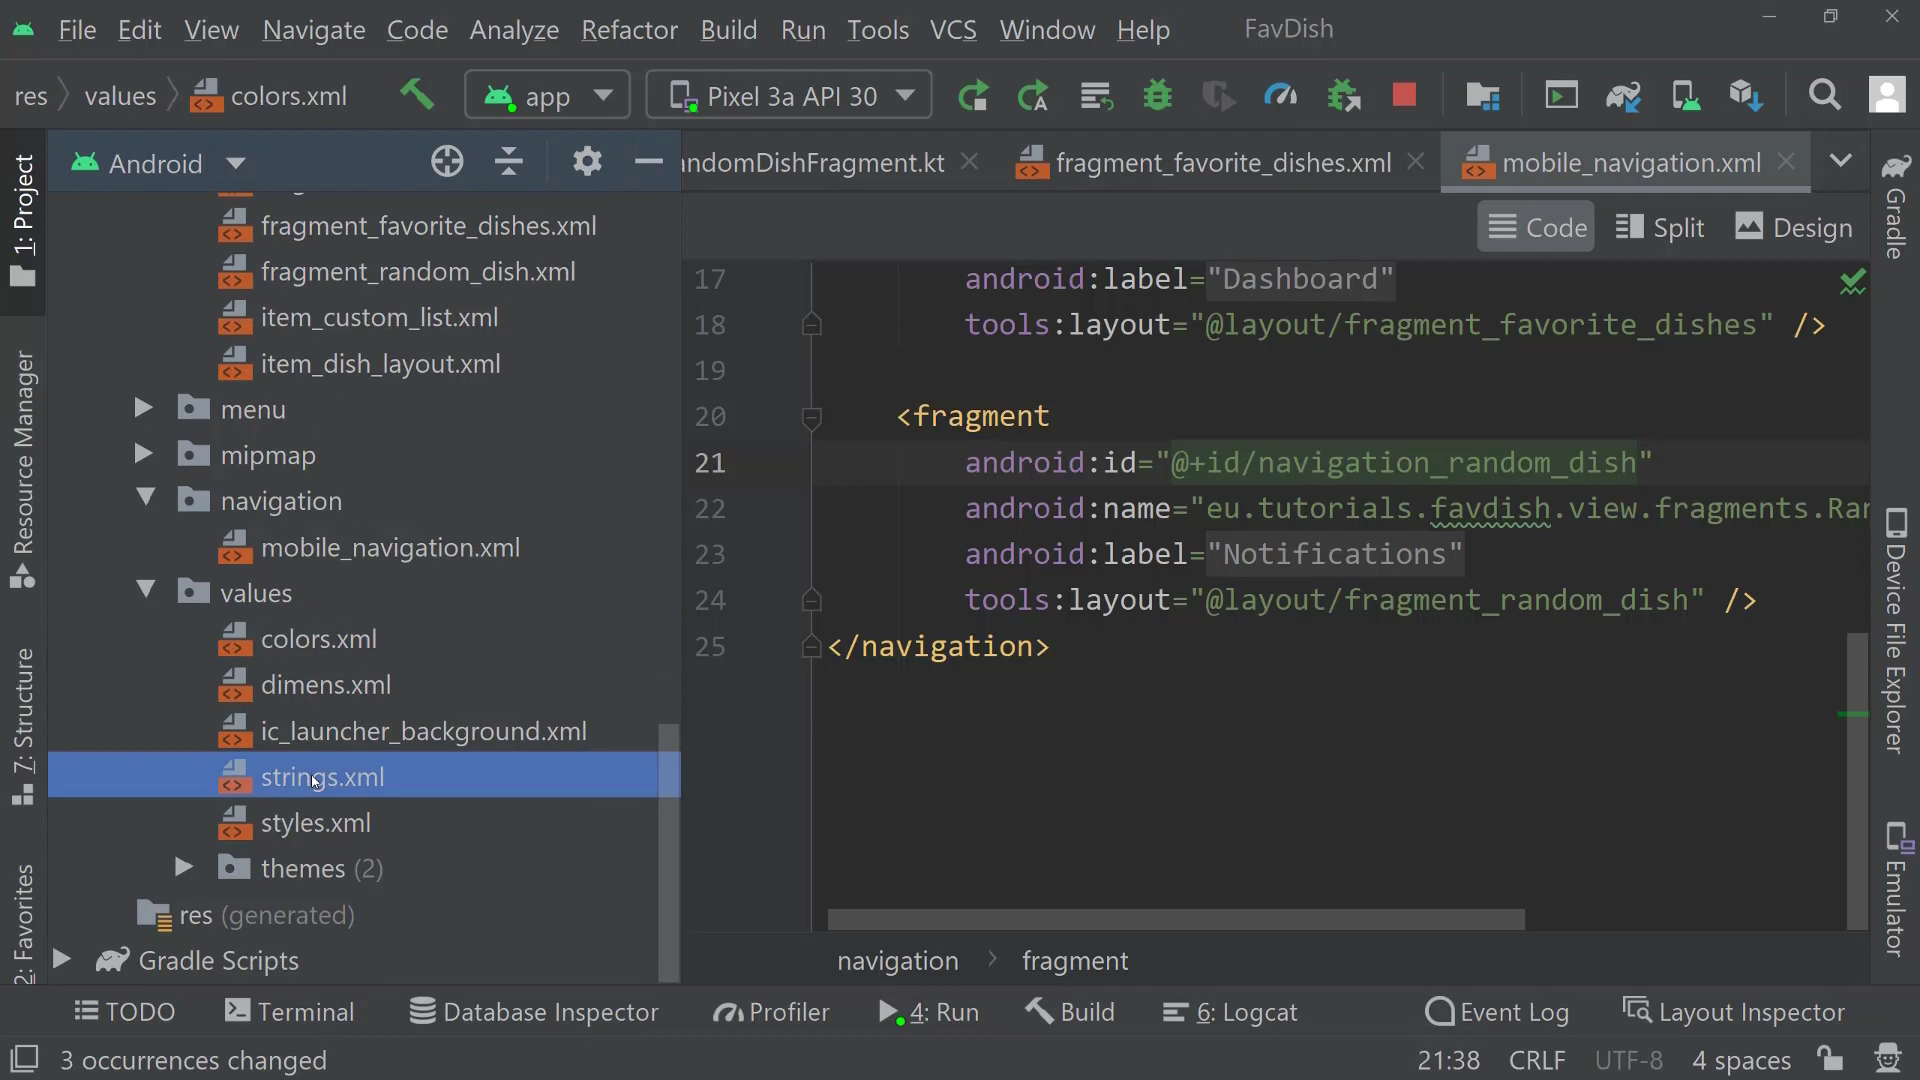 File Edit View Navigate Code Analyze Refactor Build Run Tools VCS Window Help FavDish
res values colors.xml app Pixel 3a API 30
Android
andomDishFragment.kt fragment_favorite_dishes.xml mobile_navigation.xml
Code Split Design
1: Project
Resource Manager
7: Structure
2: Favorites
fragment_favorite_dishes.xml
fragment_random_dish.xml
item_custom_list.xml
item_dish_layout.xml
menu
mipmap
navigation
mobile_navigation.xml
values
colors.xml
dimens.xml
ic_launcher_background.xml
strings.xml
styles.xml
themes (2)
res (generated)
Gradle Scripts
17 android:label="Dashboard"
18 tools:layout="@layout/fragment_favorite_dishes" />
19
20 <fragment
21 android:id="@+id/navigation_random_dish"
22 android:name="eu.tutorials.favdish.view.fragments.Ran
23 android:label="Notifications"
24 tools:layout="@layout/fragment_random_dish" />
25 </navigation>
navigation fragment
Gradle
Device File Explorer
Emulator
TODO Terminal Database Inspector Profiler 4: Run Build 6: Logcat Event Log Layout Inspector
3 occurrences changed 21:38 CRLF UTF-8 4 spaces